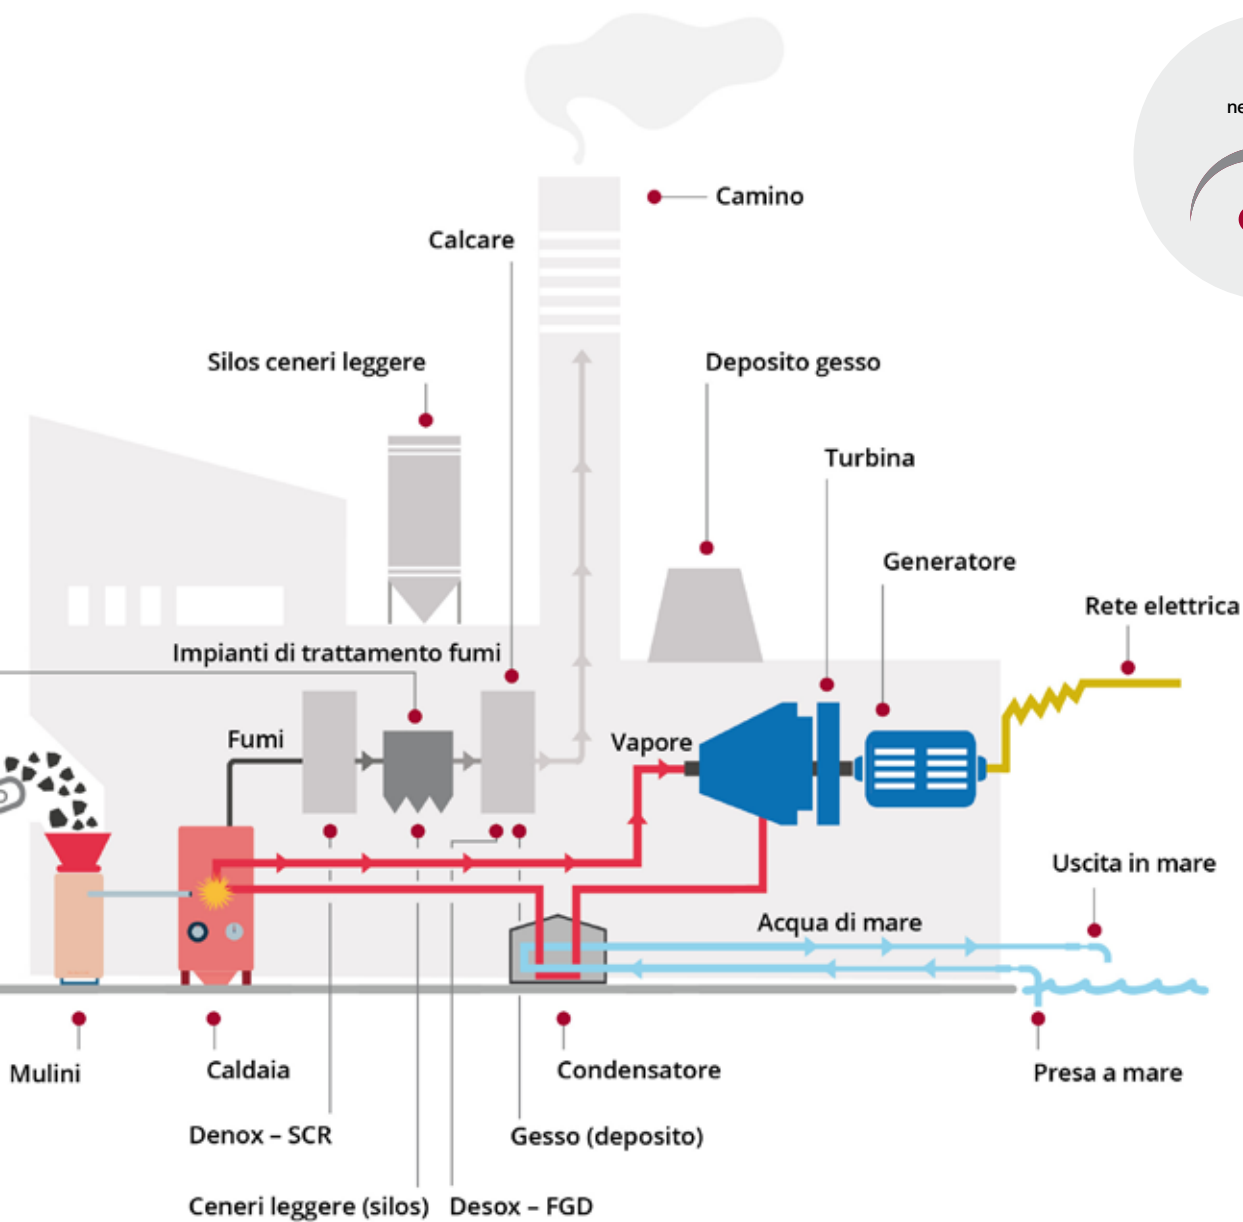 Camino
Calcare
Silos ceneri leggere
Deposito gesso
Turbina
Generatore
Rete elettrica
Impianti di trattamento fumi
Fumi
Vapore
Uscita in mare
Acqua di mare
Mulini
Caldaia
Condensatore
Presa a mare
Denox – SCR
Gesso (deposito)
Ceneri leggere (silos)
Desox – FGD